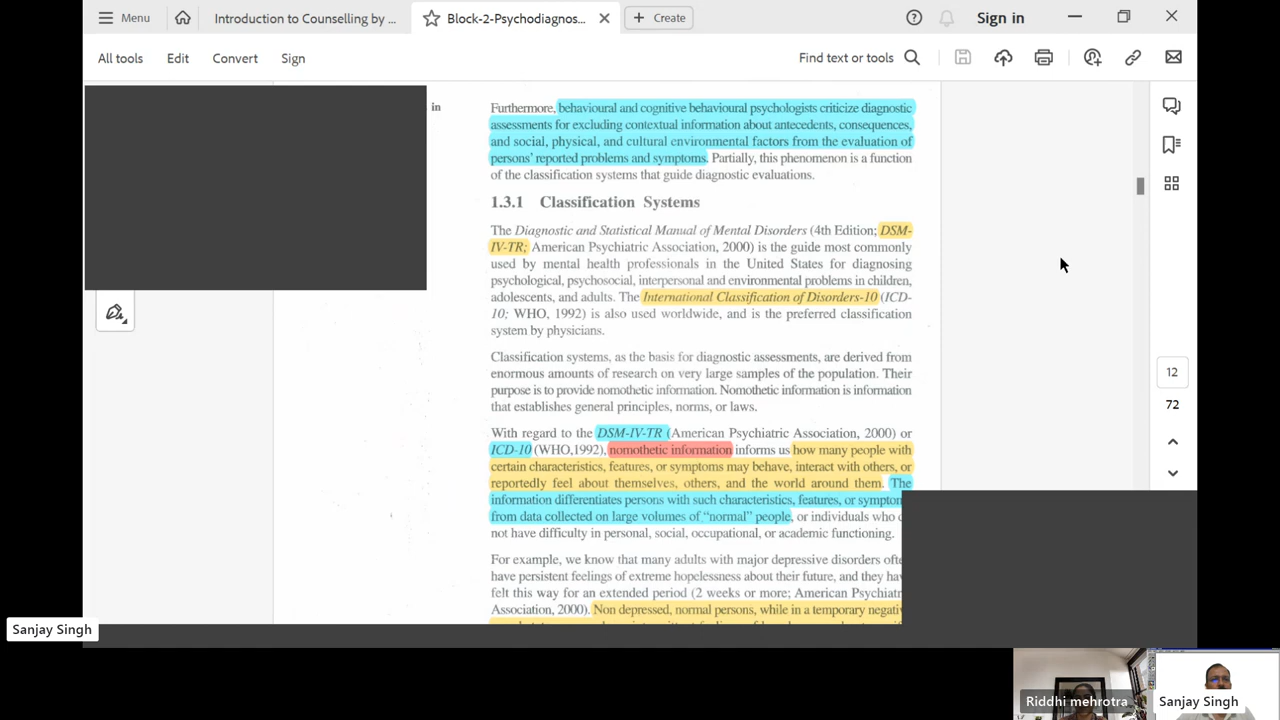 Menu
Introduction to Counselling by ...
Block-2-Psychodiagnos...
Create
Sign in
All tools
Edit
Convert
Sign
Find text or tools
in
Furthermore, behavioural and cognitive behavioural psychologists criticize diagnostic
assessments for excluding contextual information about antecedents, consequences,
and social, physical, and cultural environmental factors from the evaluation of
persons' reported problems and symptoms. Partially, this phenomenon is a function
of the classification systems that guide diagnostic evaluations.
1.3.1 Classification Systems
The Diagnostic and Statistical Manual of Mental Disorders (4th Edition; DSM-
IV-TR; American Psychiatric Association, 2000) is the guide most commonly
used by mental health professionals in the United States for diagnosing
psychological, psychosocial, interpersonal and environmental problems in children,
adolescents, and adults. The International Classification of Disorders-10 (ICD-
10; WHO, 1992) is also used worldwide, and is the preferred classification
system by physicians.
Classification systems, as the basis for diagnostic assessments, are derived from
enormous amounts of research on very large samples of the population. Their
purpose is to provide nomothetic information. Nomothetic information is information
that establishes general principles, norms, or laws.
With regard to the DSM-IV-TR (American Psychiatric Association, 2000) or
ICD-10 (WHO,1992), nomothetic information informs us how many people with
certain characteristics, features, or symptoms may behave, interact with others, or
reportedly feel about themselves, others, and the world around them. The
information differentiates persons with such characteristics, features, or symptom
from data collected on large volumes of "normal" people, or individuals who
not have difficulty in personal, social, occupational, or academic functioning.
For example, we know that many adults with major depressive disorders ofte
have persistent feelings of extreme hopelessness about their future, and they hav
felt this way for an extended period (2 weeks or more; American Psychiatr
Association, 2000). Non depressed, normal persons, while in a temporary negativ
12
72
Sanjay Singh
Riddhi mehrotra
Sanjay Singh